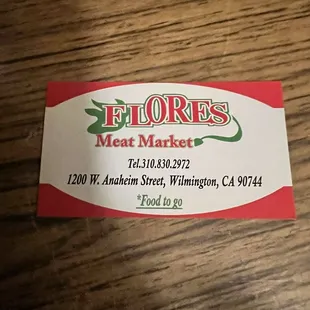 FLORES
Meat Market
Tel.310.830.2972
1200 W. Anaheim Street, Wilmington, CA 90744
*Food to go